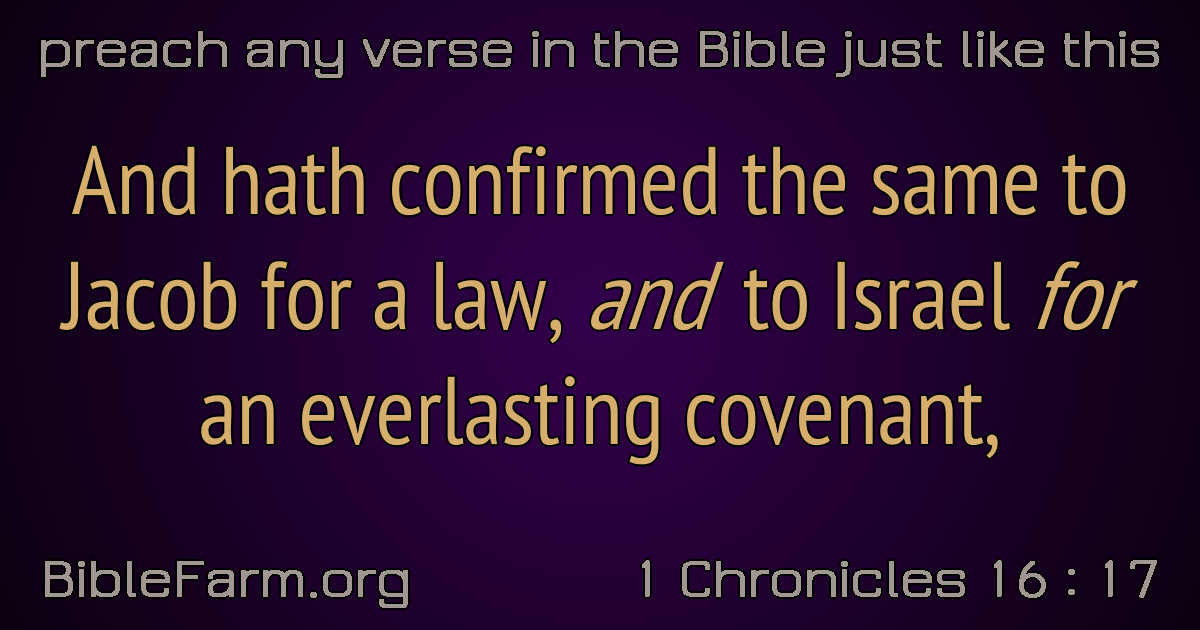 preach any verse in the Bible just like this
And hath confirmed the same to
Jacob for a law, and to Israel for
an everlasting covenant,
BibleFarm.org
1 Chronicles 16 : 17